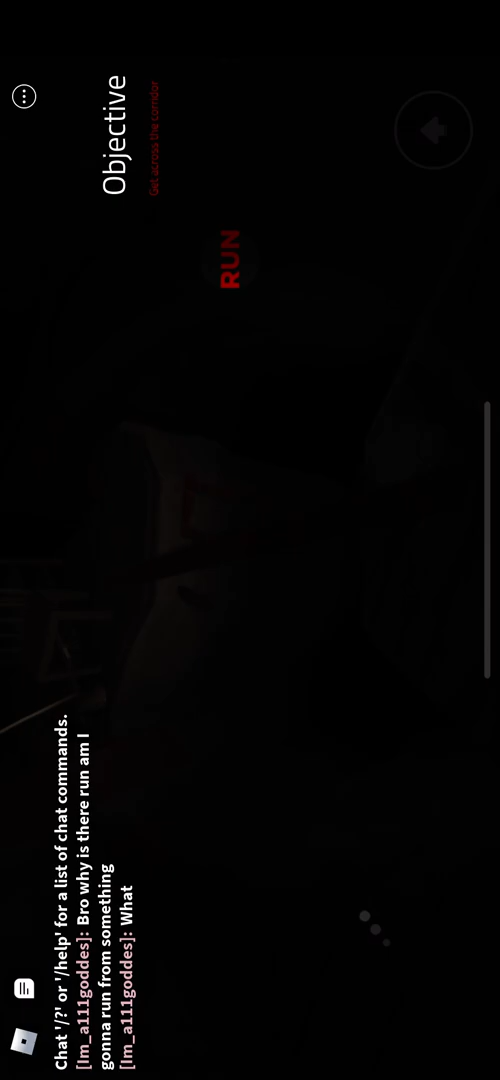 Chat '/?' or '/help' for a list of chat commands.
[Im_a111goddes]: Bro why is there run am I
gonna run from something
[Im_a111goddes]: What
Objective
Get across the corridor
RUN